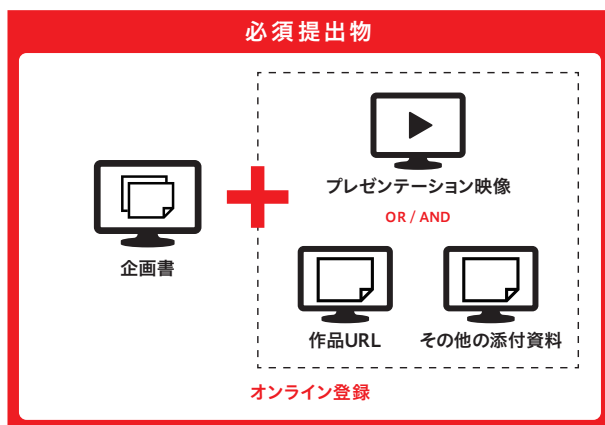 必須提出物
プレゼンテーション映像
OR / AND
企画書
作品URL
その他の添付資料
オンライン登録